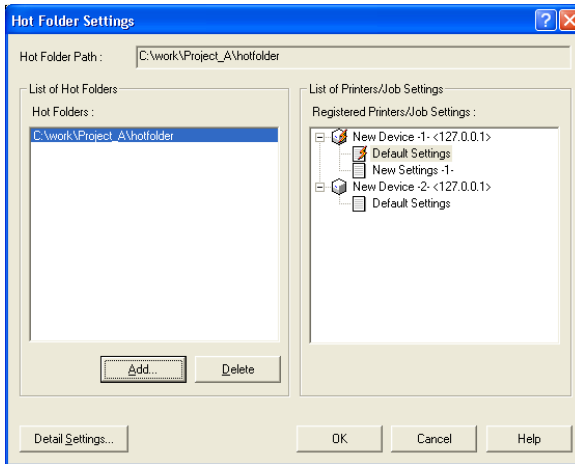 Hot Folder Settings
Hot Folder Path :
C:\work\Project_A\hotfolder
List of Hot Folders
Hot Folders :
C:\work\Project_A\hotfolder
Add...
Delete
List of Printers/Job Settings
Registered Printers/Job Settings :
New Device -1- <127.0.0.1>
Default Settings
New Settings -1-
New Device -2- <127.0.0.1>
Default Settings
Detail Settings...
OK
Cancel
Help